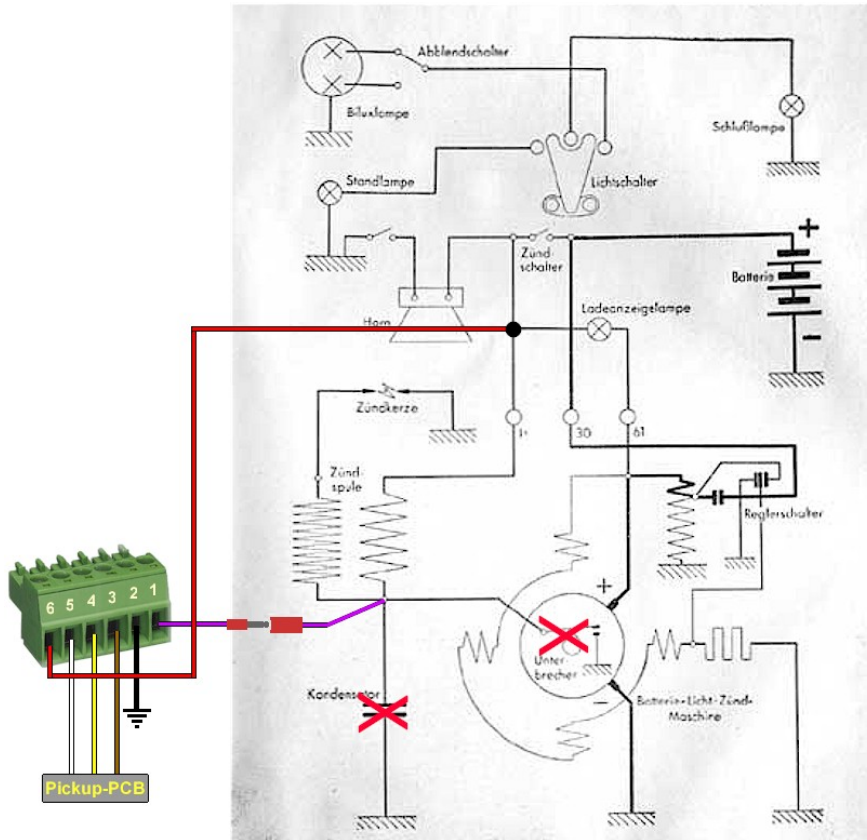 Abblendschalter
Biluxlampe
Schlußlampe
Standlampe
Lichtschalter
+
Zünd-
schalter
Batterie
Horn
Ladeanzeigelampe
-
Zündkerze
30
61
Zünd-
spule
Reglerschalter
+
6 5 4 3 2 1
Unter
brecher
Kondensator
-
Batterie-Licht-Zünd-
Maschine
Pickup-PCB